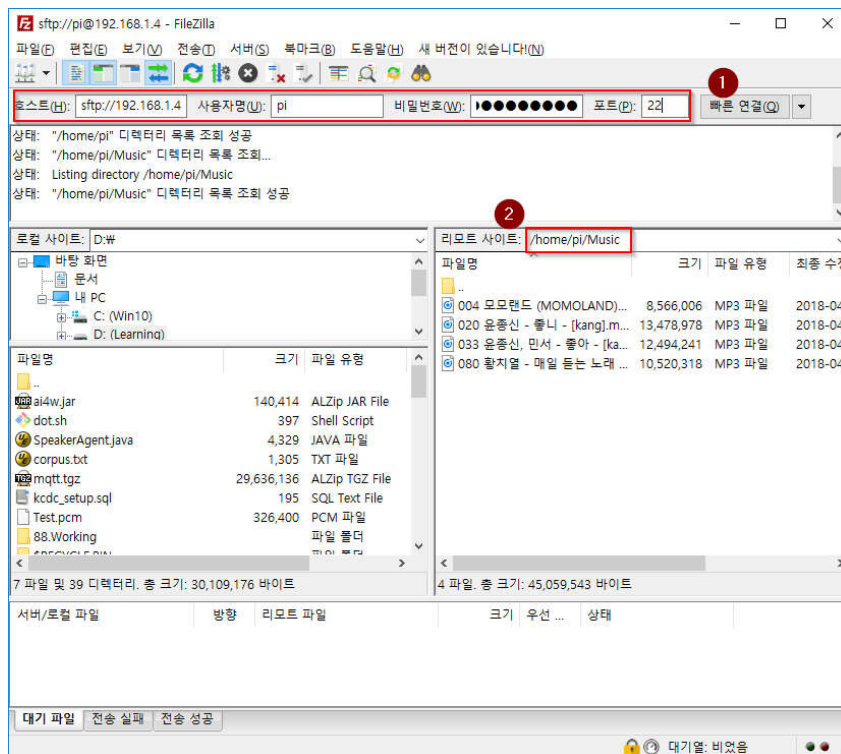 sftp://pi@192.168.1.4 - FileZilla
파일(F) 편집(E) 보기(V) 전송(T) 서버(S) 북마크(B) 도움말(H) 새 버전이 있습니다!(N)
1
호스트(H): sftp://192.168.1.4 사용자명(U): pi 비밀번호(W): ●●●●●●●●● 포트(P): 22 빠른 연결(Q)
상태: "/home/pi" 디렉터리 목록 조회 성공
상태: "/home/pi/Music" 디렉터리 목록 조회...
상태: Listing directory /home/pi/Music
상태: "/home/pi/Music" 디렉터리 목록 조회 성공
2
로컬 사이트: D:₩
바탕 화면
문서
내 PC
C: (Win10)
D: (Learning)
파일명 크기 파일 유형
..
ai4w.jar 140,414 ALZip JAR File
dot.sh 397 Shell Script
SpeakerAgent.java 4,329 JAVA 파일
corpus.txt 1,305 TXT 파일
mqtt.tgz 29,636,136 ALZip TGZ File
kcdc_setup.sql 195 SQL Text File
Test.pcm 326,400 PCM 파일
88.Working 파일 폴더
$RECYCLE.BIN 파일 폴더
7 파일 및 39 디렉터리. 총 크기: 30,109,176 바이트
리모트 사이트: /home/pi/Music
파일명 크기 파일 유형 최종 수정
..
004 모모랜드 (MOMOLAND)... 8,566,006 MP3 파일 2018-04
020 윤종신 - 좋니 - [kang].m... 13,478,978 MP3 파일 2018-04
033 윤종신, 민서 - 좋아 - [ka... 12,494,241 MP3 파일 2018-04
080 황치열 - 매일 듣는 노래 ... 10,520,318 MP3 파일 2018-04
4 파일. 총 크기: 45,059,543 바이트
서버/로컬 파일 방향 리모트 파일 크기 우선 ... 상태
대기 파일 전송 실패 전송 성공
대기열: 비었음